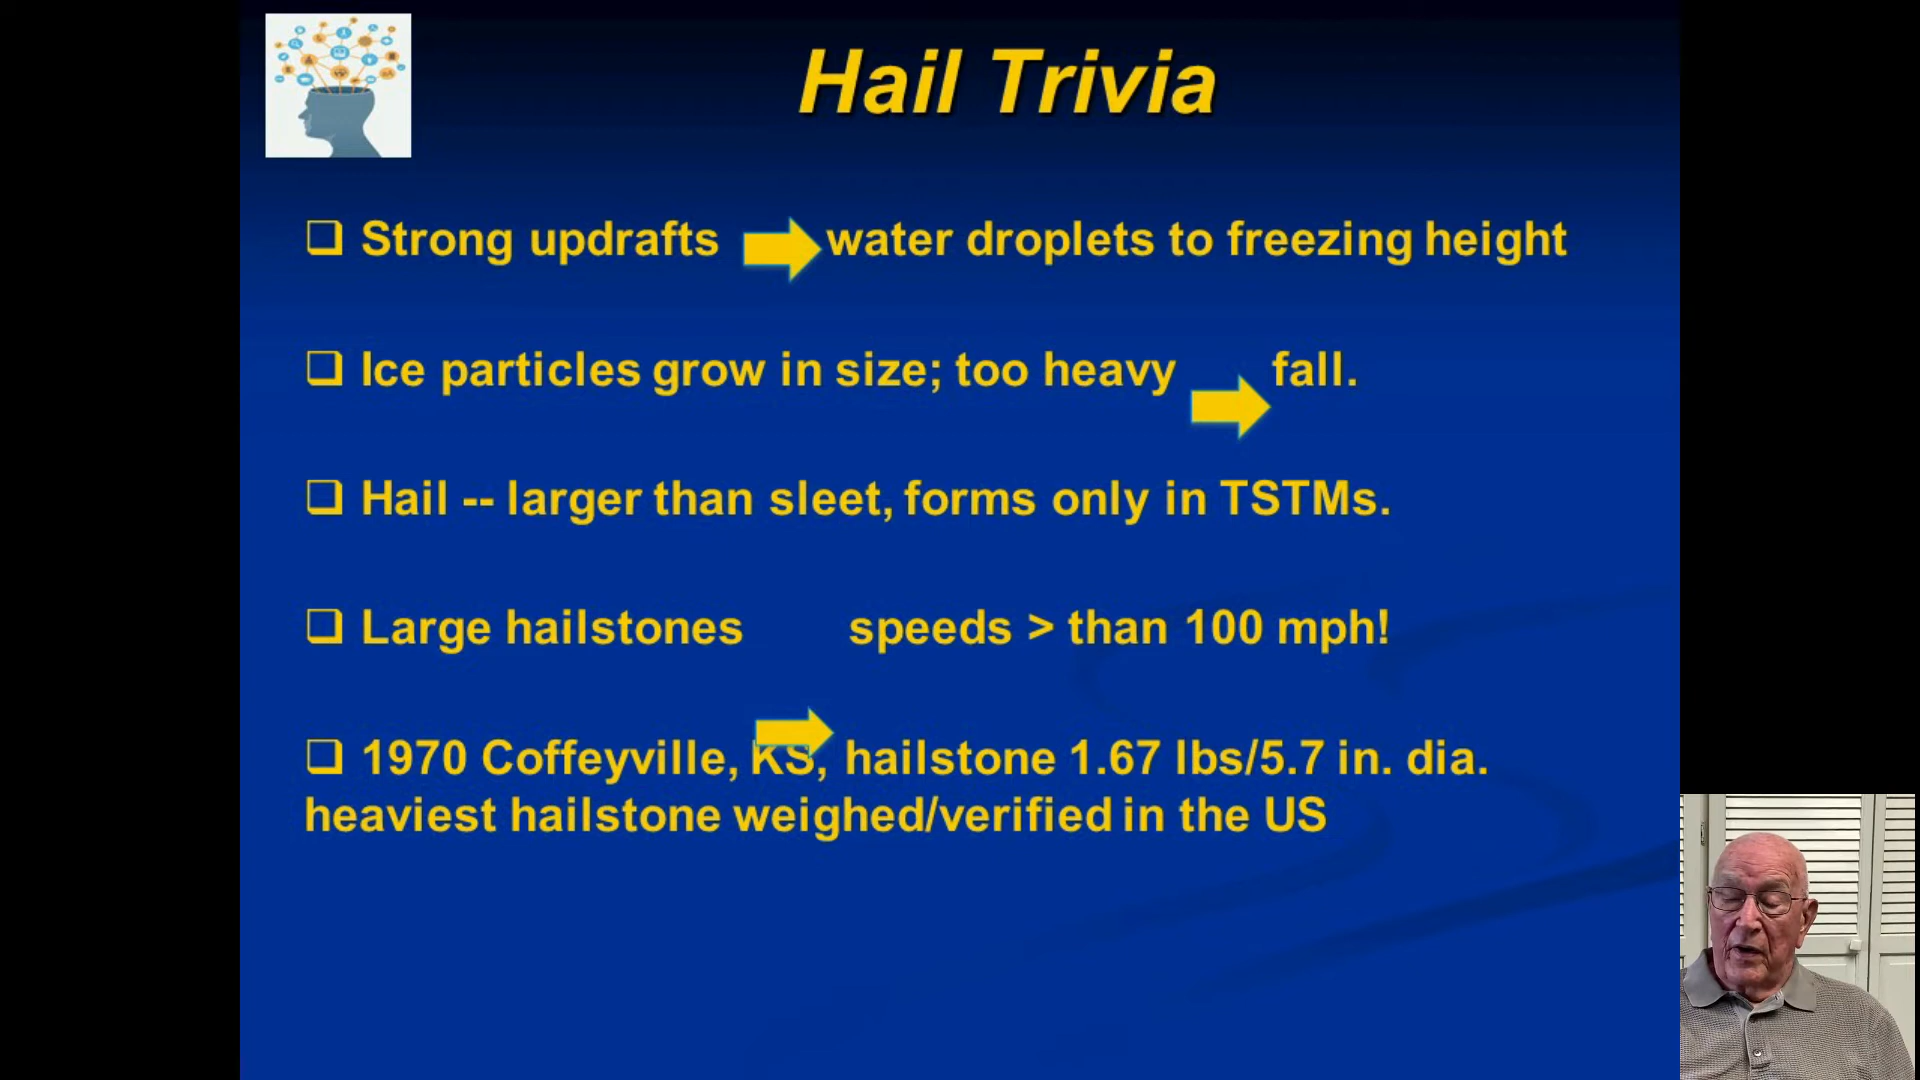 Hail Trivia
Strong updrafts water droplets to freezing height
Ice particles grow in size; too heavy fall.
Hail -- larger than sleet, forms only in TSTMs.
Large hailstones speeds > than 100 mph!
1970 Coffeyville, KS, hailstone 1.67 lbs/5.7 in. dia.
heaviest hailstone weighed/verified in the US